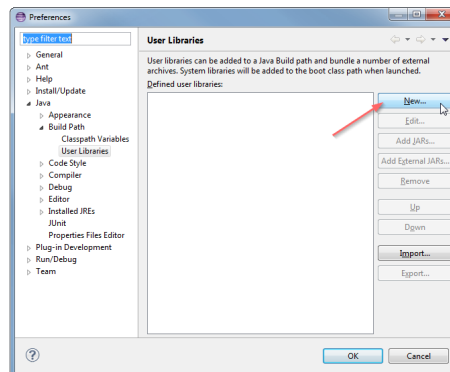 Preferences
type filter text
General
Ant
Help
Install/Update
Java
Appearance
Build Path
Classpath Variables
User Libraries
Code Style
Compiler
Debug
Editor
Installed JREs
JUnit
Properties Files Editor
Plug-in Development
Run/Debug
Team
User Libraries
User libraries can be added to a Java Build path and bundle a number of external
archives. System libraries will be added to the boot class path when launched.
Defined user libraries:
New...
Edit...
Add JARs...
Add External JARs...
Remove
Up
Down
Import...
Export...
OK
Cancel